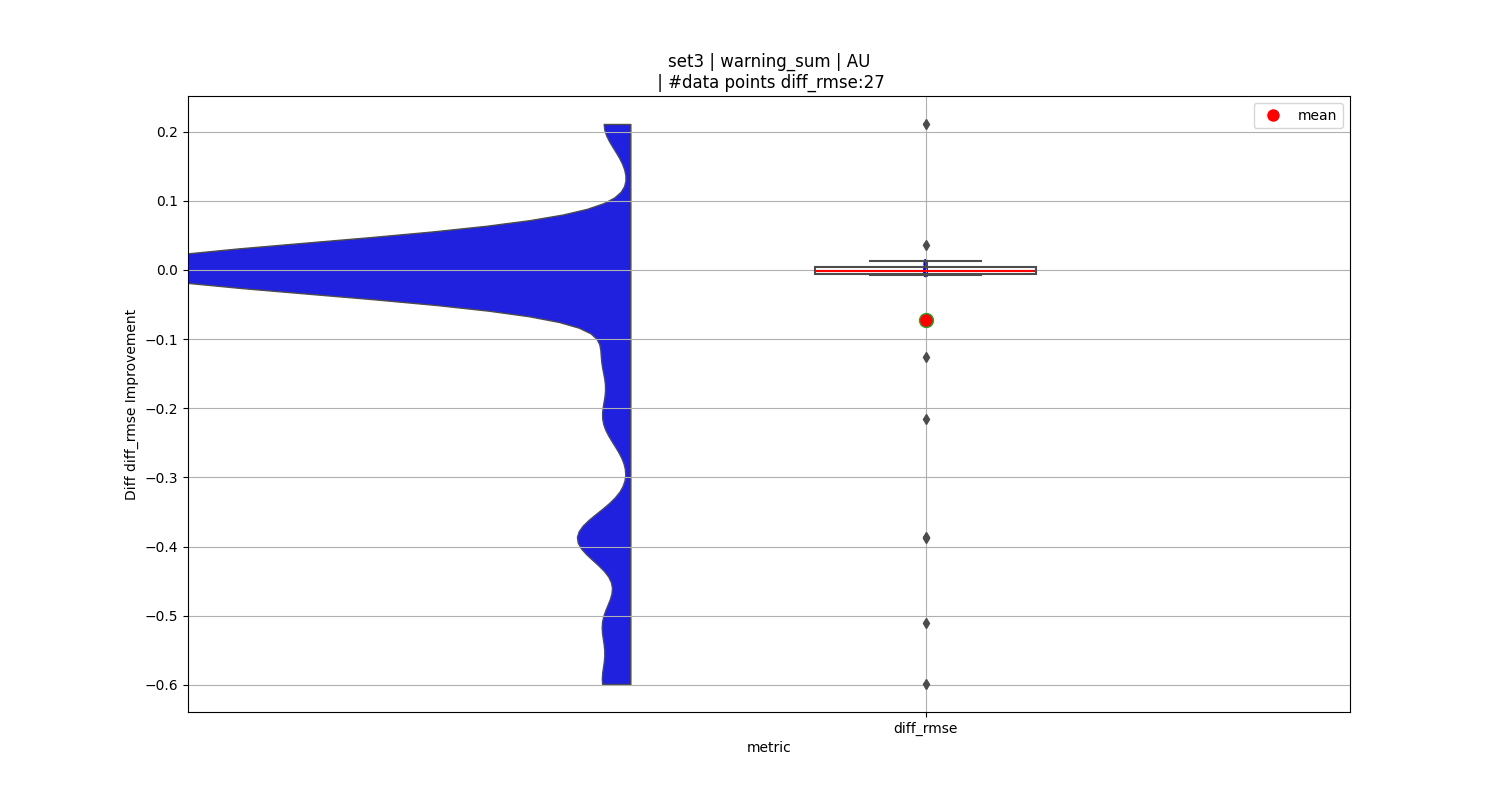 set3 | warning_sum | AU
| #data points diff_rmse:27
mean
0.2
0.1
0.0
−0.1
−0.2
−0.3
−0.4
−0.5
−0.6
Diff diff_rmse Improvement
diff_rmse
metric